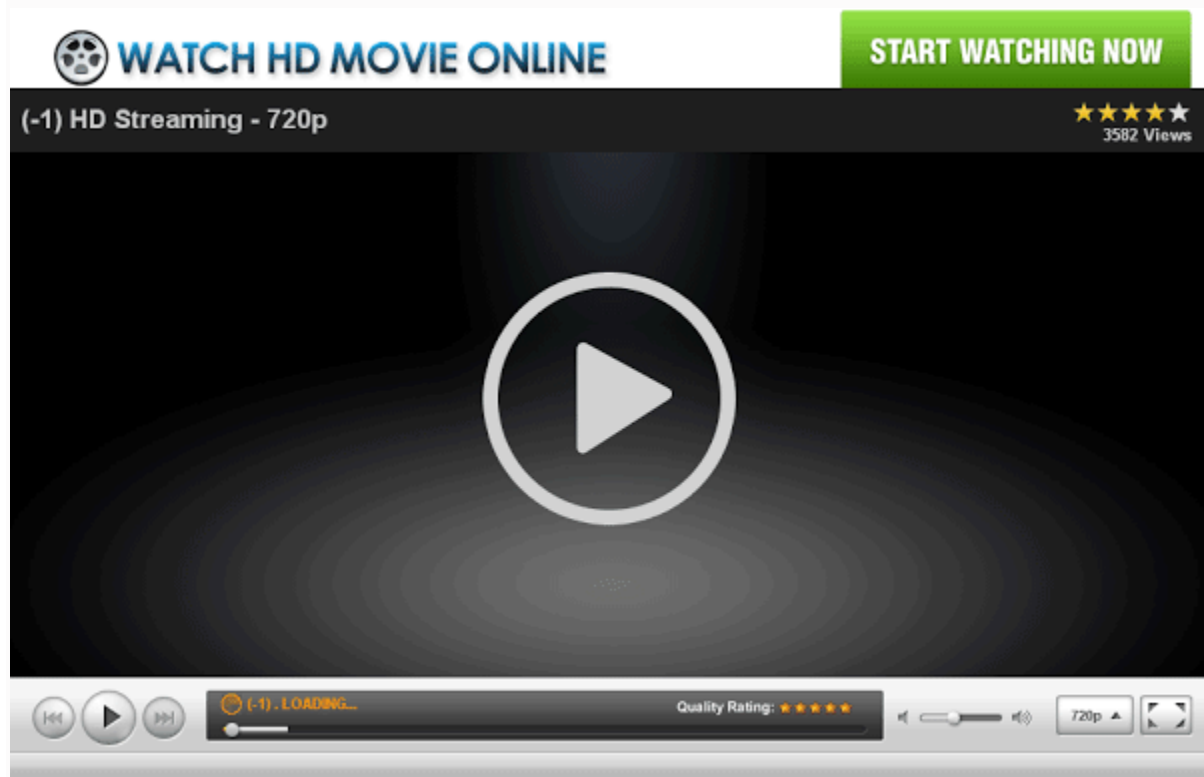 WATCH HD MOVIE ONLINE
START WATCHING NOW
(-1) HD Streaming - 720p
3582 Views
(-1) . LOADING...
Quality Rating:
720p